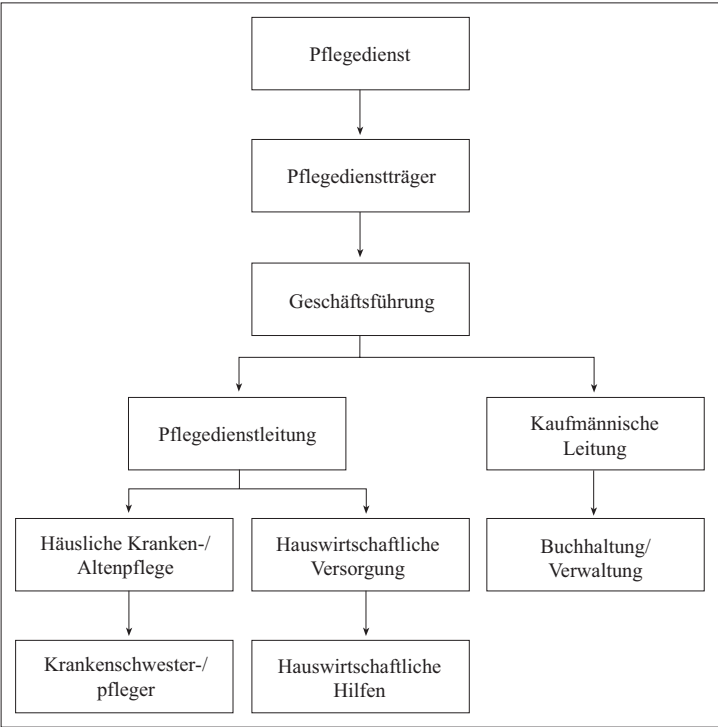 Pflegedienst
Pflegedienstträger
Geschäftsführung
Pflegedienstleitung
Kaufmännische
Leitung
Häusliche Kranken-/
Altenpflege
Hauswirtschaftliche
Versorgung
Buchhaltung/
Verwaltung
Krankenschwester-/
pfleger
Hauswirtschaftliche
Hilfen